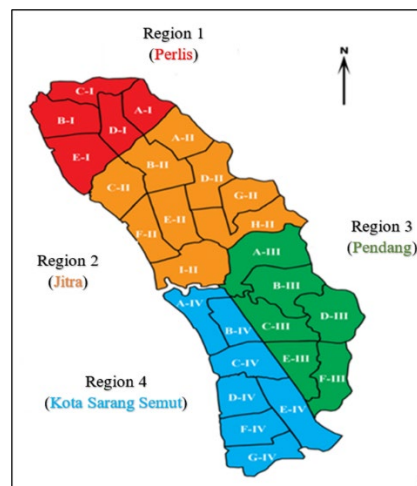 Region 1
(Perlis)
N
C-I
A-I
B-I
D-I
E-I
A-II
B-II
D-II
C-II
G-II
E-II
H-II
F-II
I-II
Region 3
(Pendang)
A-III
B-III
D-III
C-III
E-III
F-III
Region 2
(Jitra)
A-IV
B-IV
C-IV
D-IV
E-IV
F-IV
G-IV
Region 4
(Kota Sarang Semut)